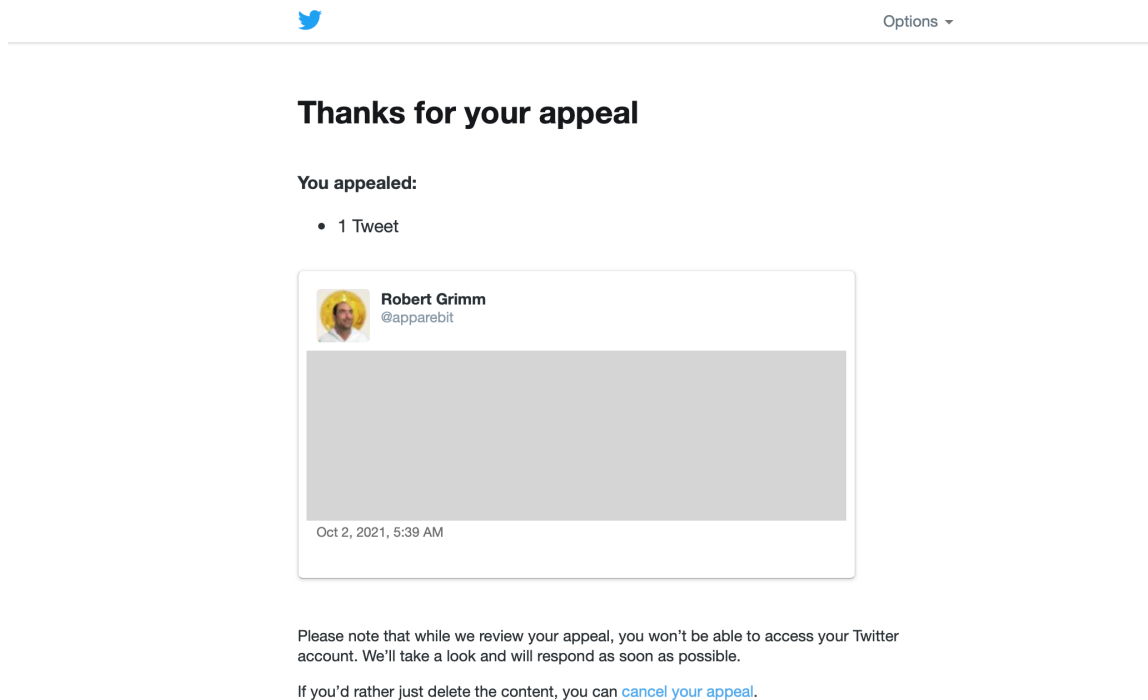 Options
Thanks for your appeal
You appealed:
1 Tweet
Robert Grimm
@apparebit
Oct 2, 2021, 5:39 AM
Please note that while we review your appeal, you won’t be able to access your Twitter
account. We’ll take a look and will respond as soon as possible.
If you’d rather just delete the content, you can cancel your appeal.